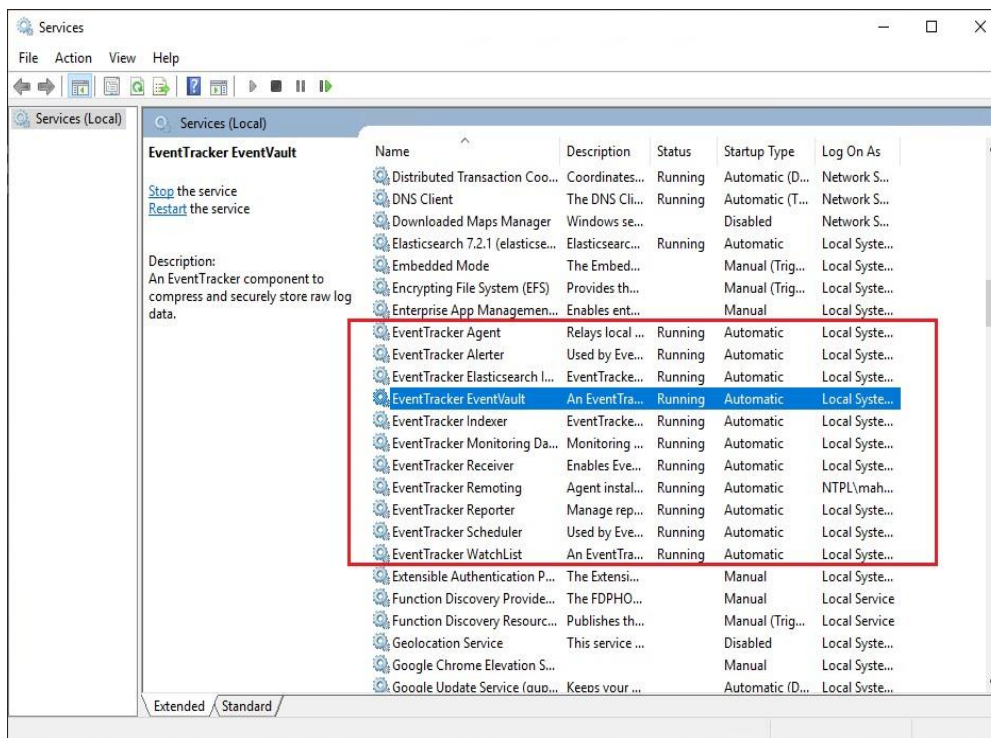 Services
File Action View Help
Services (Local)
Services (Local)
EventTracker EventVault
Stop the service
Restart the service
Description:
An EventTracker component to
compress and securely store raw log
data.
Name Description Status Startup Type Log On As
Distributed Transaction Coo... Coordinates... Running Automatic (D... Network S...
DNS Client The DNS Cli... Running Automatic (T... Network S...
Downloaded Maps Manager Windows se... Disabled Network S...
Elasticsearch 7.2.1 (elasticse... Elasticsearc... Running Automatic Local Syste...
Embedded Mode The Embed... Manual (Trig... Local Syste...
Encrypting File System (EFS) Provides th... Manual (Trig... Local Syste...
Enterprise App Managemen... Enables ent... Manual Local Syste...
EventTracker Agent Relays local ... Running Automatic Local Syste...
EventTracker Alerter Used by Eve... Running Automatic Local Syste...
EventTracker Elasticsearch I... EventTracke... Running Automatic Local Syste...
EventTracker EventVault An EventTra... Running Automatic Local Syste...
EventTracker Indexer EventTracke... Running Automatic Local Syste...
EventTracker Monitoring Da... Monitoring ... Running Automatic Local Syste...
EventTracker Receiver Enables Eve... Running Automatic Local Syste...
EventTracker Remoting Agent instal... Running Automatic NTPL\mah...
EventTracker Reporter Manage rep... Running Automatic Local Syste...
EventTracker Scheduler Used by Eve... Running Automatic Local Syste...
EventTracker WatchList An EventTra... Running Automatic Local Syste...
Extensible Authentication P... The Extensi... Manual Local Syste...
Function Discovery Provide... The FDPHO... Manual Local Service
Function Discovery Resourc... Publishes th... Manual (Trig... Local Service
Geolocation Service This service ... Disabled Local Syste...
Google Chrome Elevation S... Manual Local Syste...
Google Update Service (gup... Keeps your ... Automatic (D... Local Syste...
Extended Standard